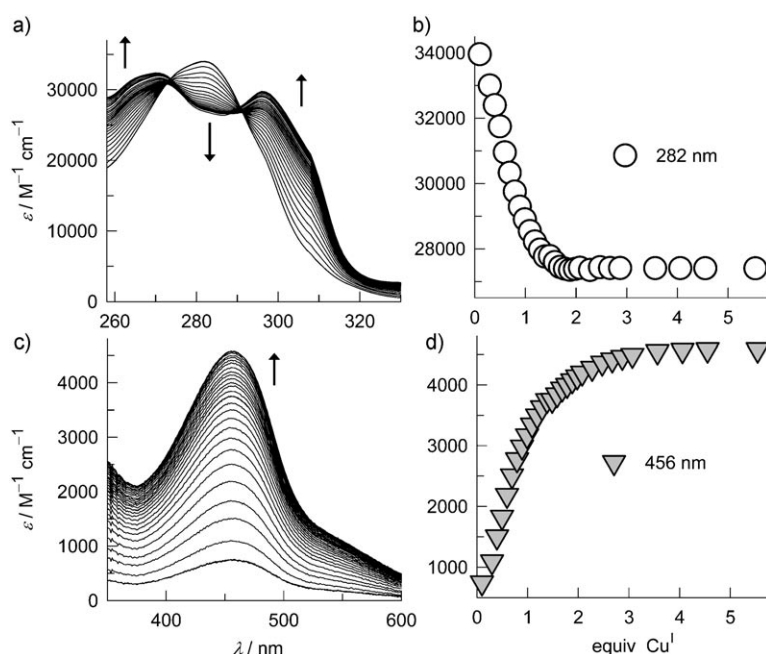 a)
ε / M⁻¹ cm⁻¹
30000
20000
10000
0
260 280 300 320
b)
34000
32000
30000
28000
282 nm
0 1 2 3 4 5
c)
ε / M⁻¹ cm⁻¹
4000
3000
2000
1000
0
400 500 600
λ / nm
d)
4000
3000
2000
1000
456 nm
0 1 2 3 4 5
equiv Cuᴵ